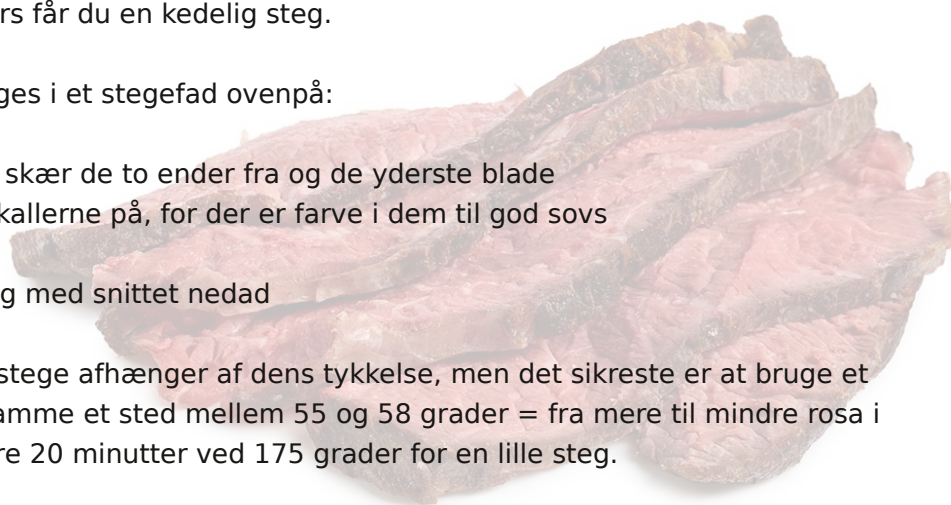 rs får du en kedelig steg.
ges i et stegefad ovenpå:
skær de to ender fra og de yderste blade
kallerne på, for der er farve i dem til god sovs
g med snittet nedad
stege afhænger af dens tykkelse, men det sikreste er at bruge et
amme et sted mellem 55 og 58 grader = fra mere til mindre rosa i
re 20 minutter ved 175 grader for en lille steg.